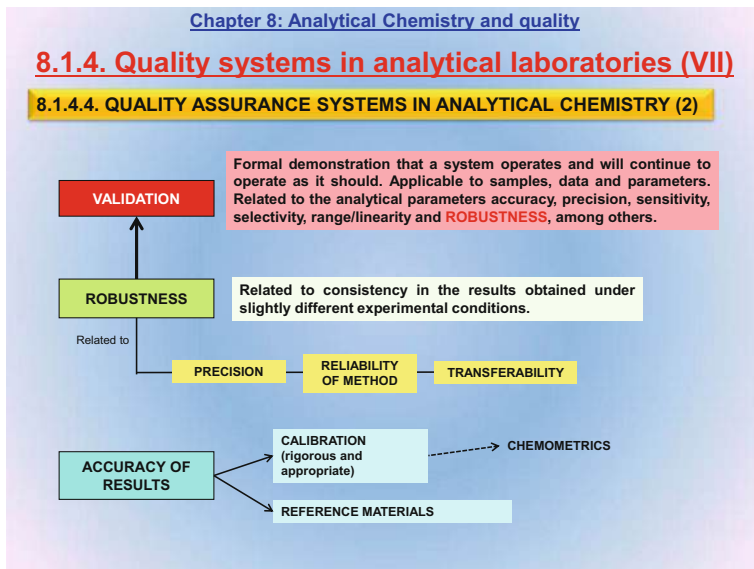 Chapter 8: Analytical Chemistry and quality
8.1.4. Quality systems in analytical laboratories (VII)
8.1.4.4. QUALITY ASSURANCE SYSTEMS IN ANALYTICAL CHEMISTRY (2)
VALIDATION
Formal demonstration that a system operates and will continue to
operate as it should. Applicable to samples, data and parameters.
Related to the analytical parameters accuracy, precision, sensitivity,
selectivity, range/linearity and ROBUSTNESS, among others.
ROBUSTNESS
Related to consistency in the results obtained under
slightly different experimental conditions.
Related to
PRECISION
RELIABILITY
OF METHOD
TRANSFERABILITY
ACCURACY OF
RESULTS
CALIBRATION
(rigorous and
appropriate)
CHEMOMETRICS
REFERENCE MATERIALS